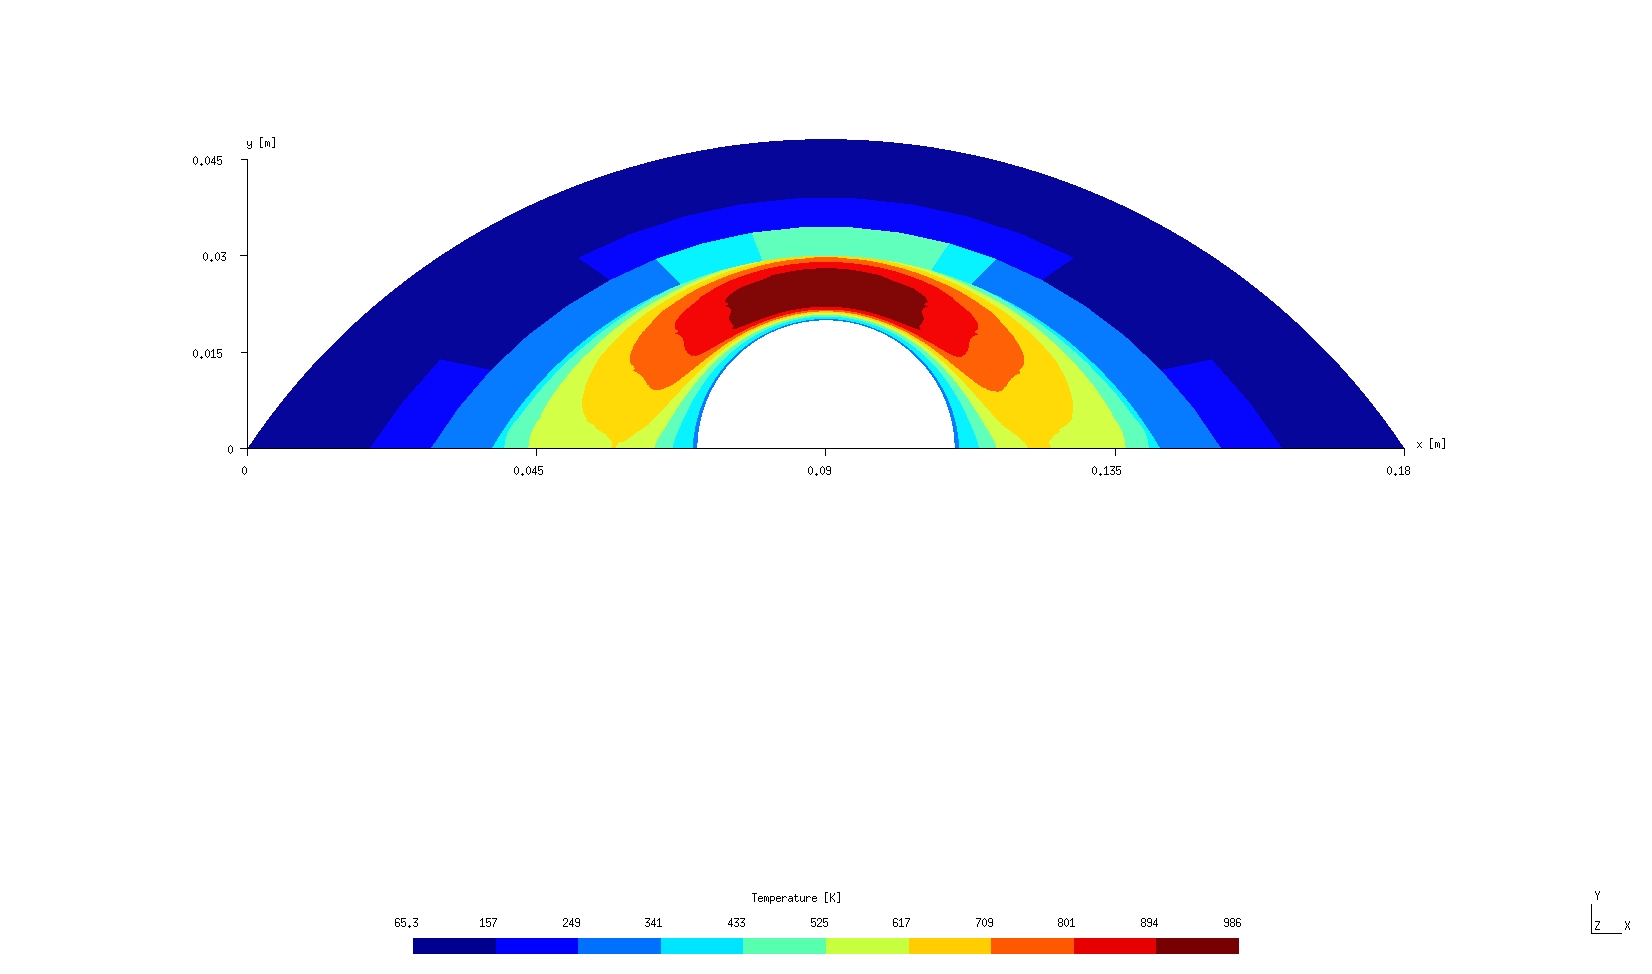 y [m]
0.045
0.03
0.015
0
x [m]
0 0.045 0.09 0.135 0.18
Temperature [K]
65.3 157 249 341 433 525 617 709 801 894 986
Y
Z X